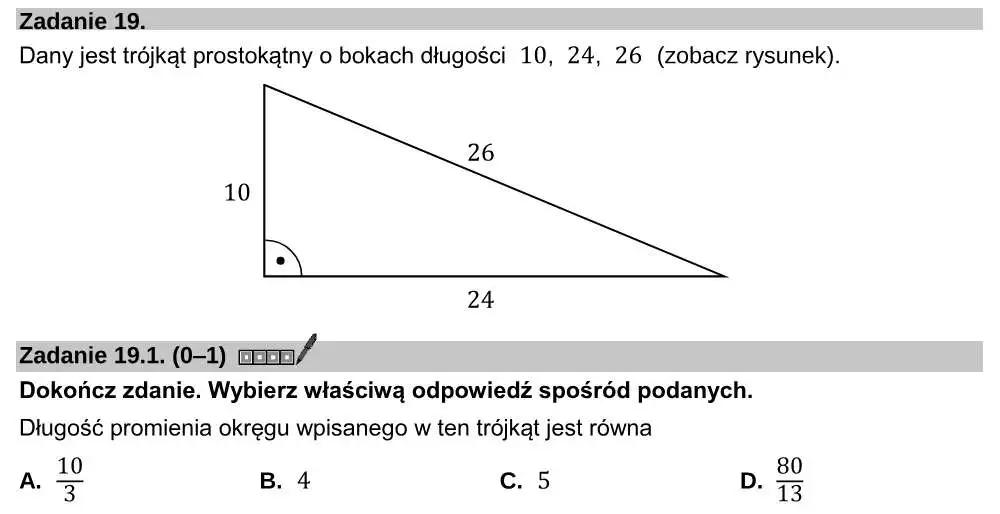 Zadanie 19.
Dany jest trójkąt prostokątny o bokach długości 10, 24, 26 (zobacz rysunek).
26
10
24
Zadanie 19.1. (0–1)
Dokończ zdanie. Wybierz właściwą odpowiedź spośród podanych.
Długość promienia okręgu wpisanego w ten trójkąt jest równa
A. 10/3 B. 4 C. 5 D. 80/13